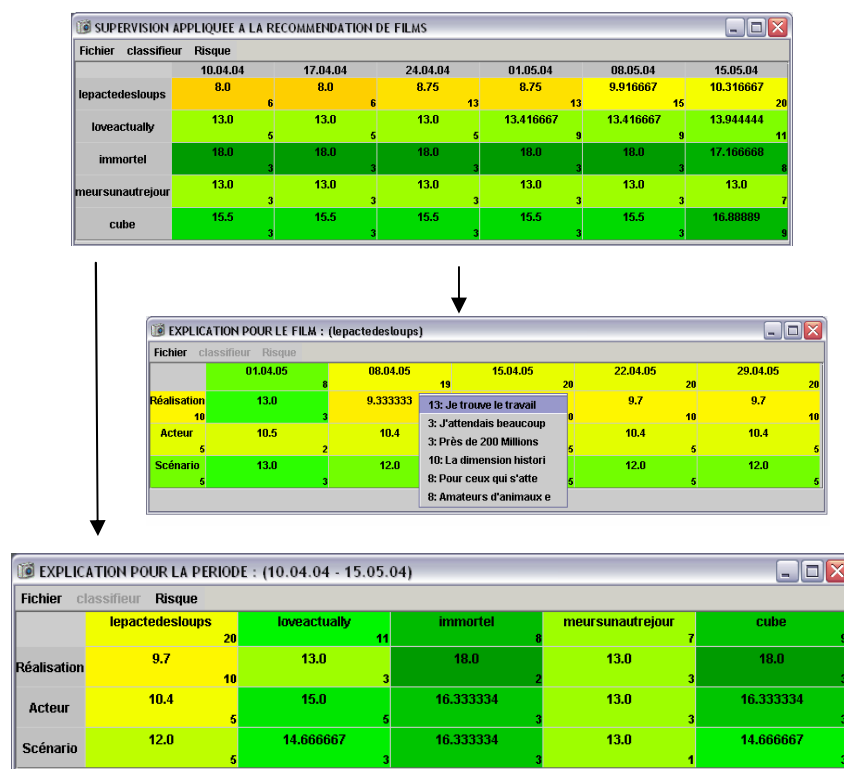 SUPERVISION APPLIQUEE A LA RECOMMENDATION DE FILMS
Fichier classifieur Risque
10.04.04 17.04.04 24.04.04 01.05.04 08.05.04 15.05.04
lepactedesloups 8.0 8.0 8.75 8.75 9.916667 10.316667
6 6 13 13 15 20
loveactually 13.0 13.0 13.0 13.416667 13.416667 13.944444
5 5 5 9 9 11
immortel 18.0 18.0 18.0 18.0 18.0 17.166668
3 3 3 3 3 8
meursunautrejour 13.0 13.0 13.0 13.0 13.0 13.0
3 3 3 3 3 7
cube 15.5 15.5 15.5 15.5 15.5 16.88889
3 3 3 3 3 9
EXPLICATION POUR LE FILM : (lepactedesloups)
Fichier classifieur Risque
01.04.05 08.04.05 15.04.05 22.04.05 29.04.05
8 19 20 20 20
Réalisation 13.0 9.333333 9.7 9.7
10 3 0 10 10
Acteur 10.5 10.4 10.4 10.4
5 2 5 5 5
Scénario 13.0 12.0 12.0 12.0
5 3 5 5 5
13: Je trouve le travail
3: J'attendais beaucoup
3: Près de 200 Millions
10: La dimension histori
8: Pour ceux qui s'atte
8: Amateurs d'animaux e
EXPLICATION POUR LA PERIODE : (10.04.04 - 15.05.04)
Fichier classifieur Risque
lepactedesloups loveactually immortel meursunautrejour cube
20 11 8 7 9
Réalisation 9.7 13.0 18.0 13.0 18.0
10 3 2 3 3
Acteur 10.4 15.0 16.333334 13.0 16.333334
5 5 3 3 3
Scénario 12.0 14.666667 16.333334 13.0 14.666667
5 3 3 1 3